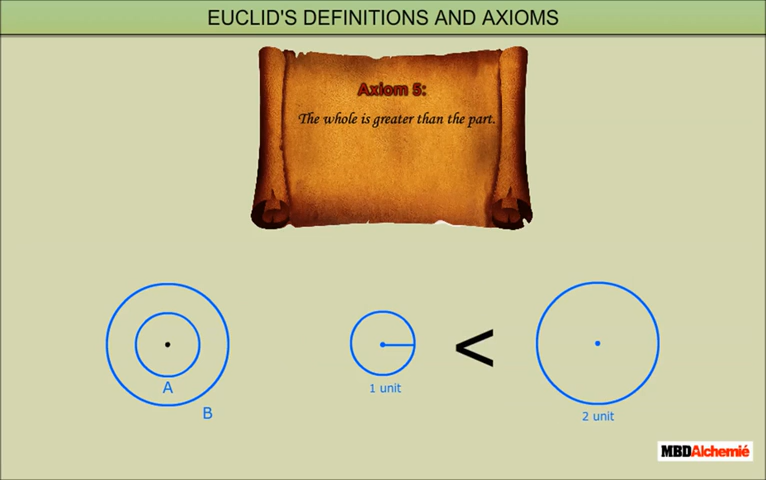 EUCLID'S DEFINITIONS AND AXIOMS
Axiom 5:
The whole is greater than the part.
A
B
1 unit
<
2 unit
MBDAlchemié